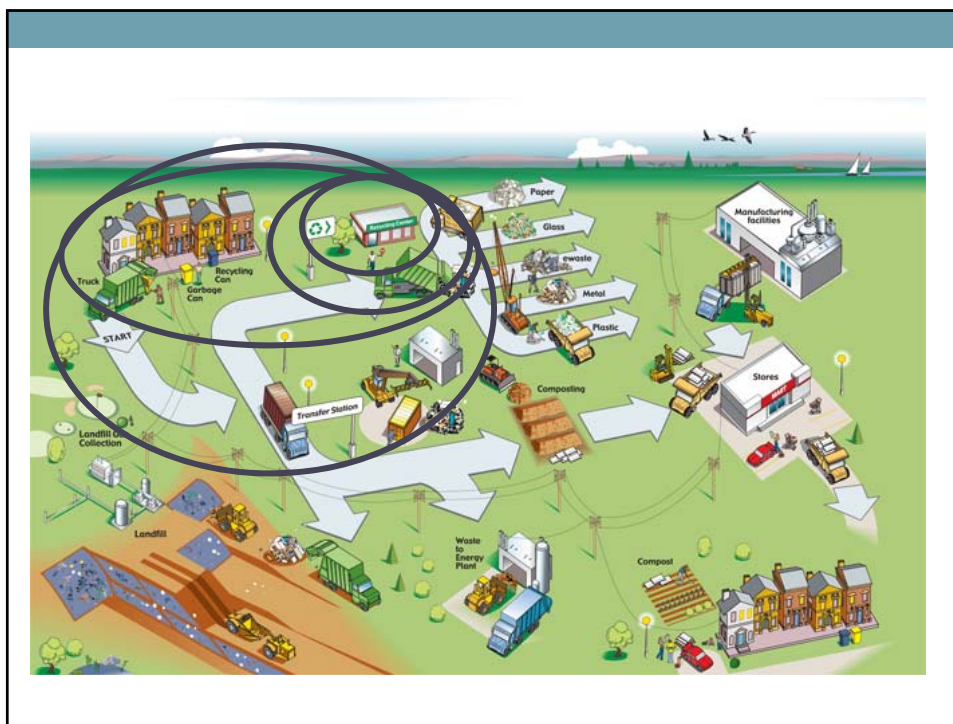 Recycling Center
Paper
Glass
ewaste
Metal
Plastic
Manufacturing
facilities
Truck
Garbage
Can
Recycling
Can
START
Transfer Station
Composting
Stores
MART
Landfill Gas
Collection
Landfill
Waste
to
Energy
Plant
Compost